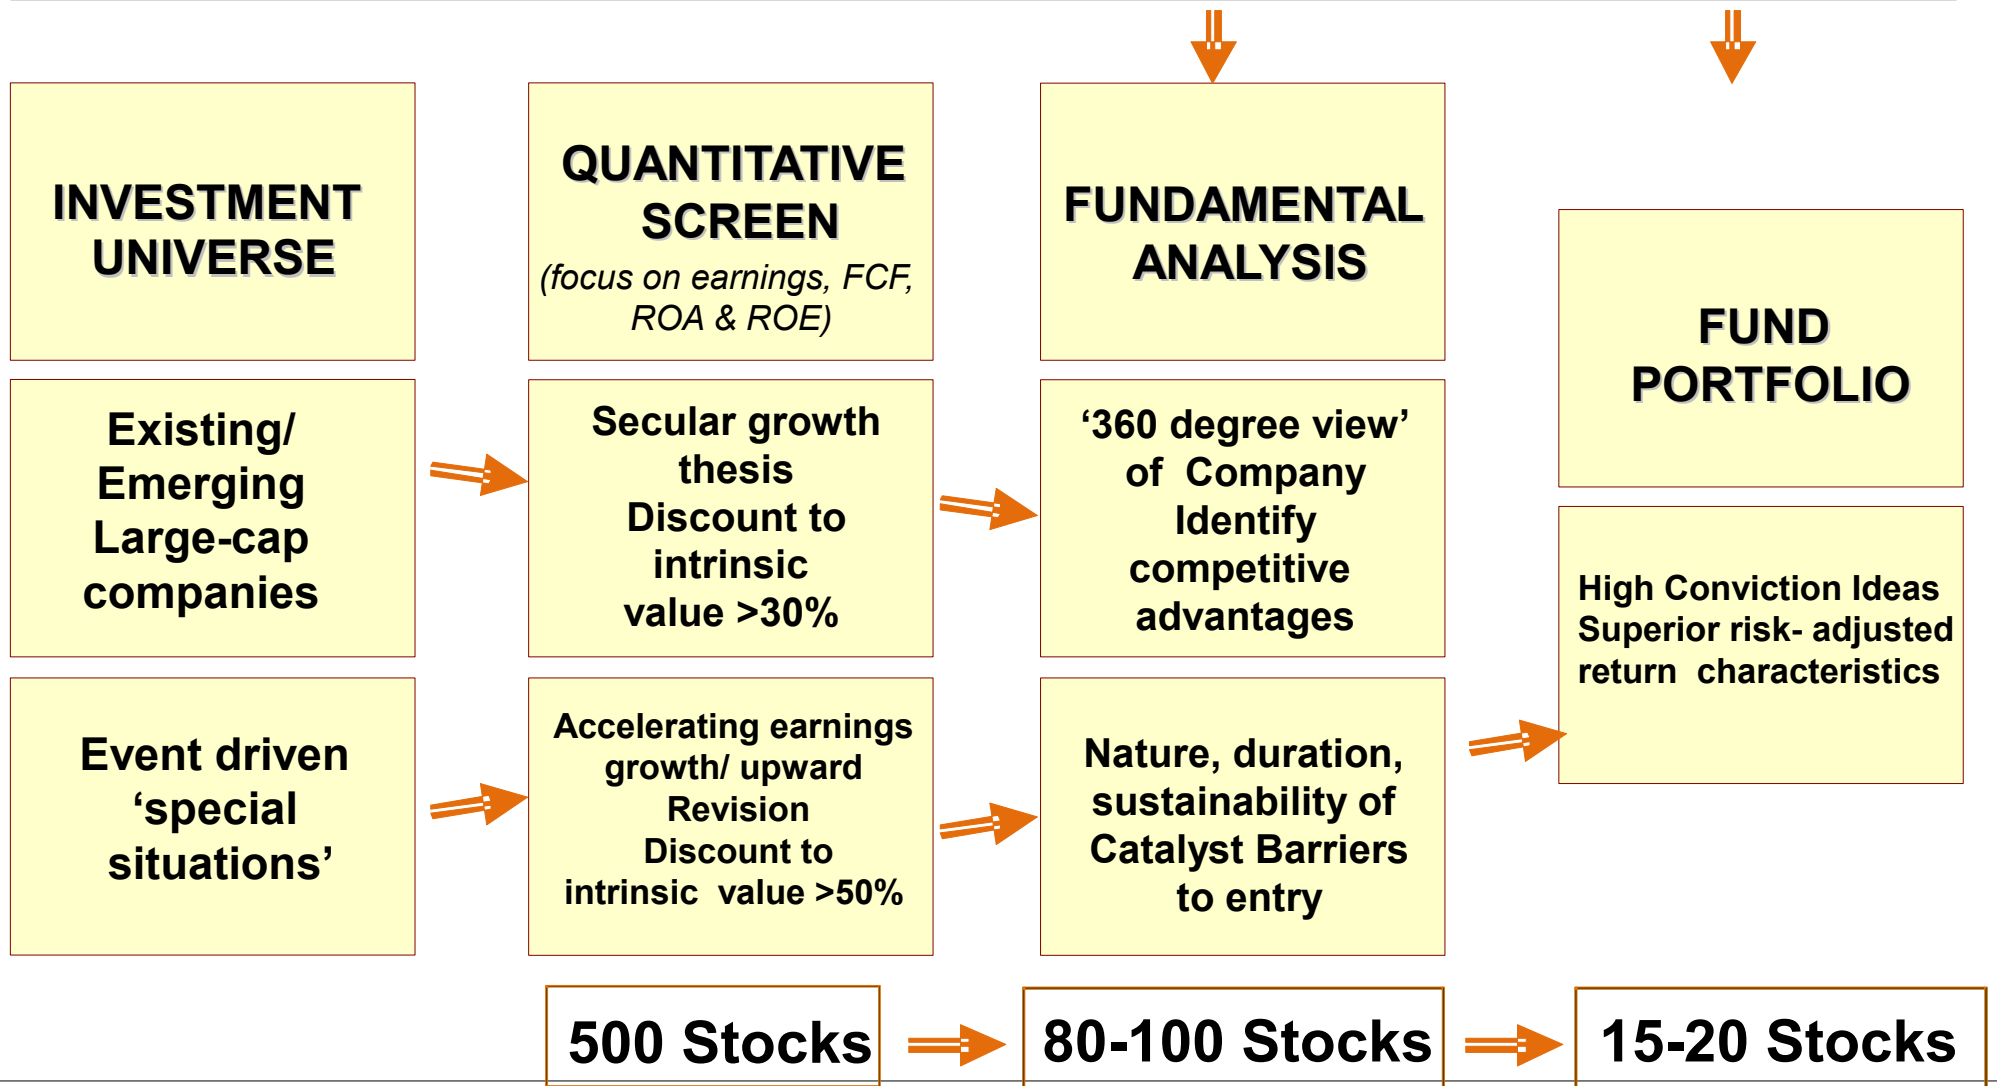 INVESTMENT
UNIVERSE
QUANTITATIVE
SCREEN
(focus on earnings, FCF,
ROA & ROE)
FUNDAMENTAL
ANALYSIS
FUND
PORTFOLIO
Existing/
Emerging
Large-cap
companies
Secular growth
thesis
Discount to
intrinsic
value >30%
‘360 degree view’
of Company
Identify
competitive
advantages
High Conviction Ideas
Superior risk- adjusted
return characteristics
Event driven
‘special
situations’
Accelerating earnings
growth/ upward
Revision
Discount to
intrinsic value >50%
Nature, duration,
sustainability of
Catalyst Barriers
to entry
500 Stocks
80-100 Stocks
15-20 Stocks